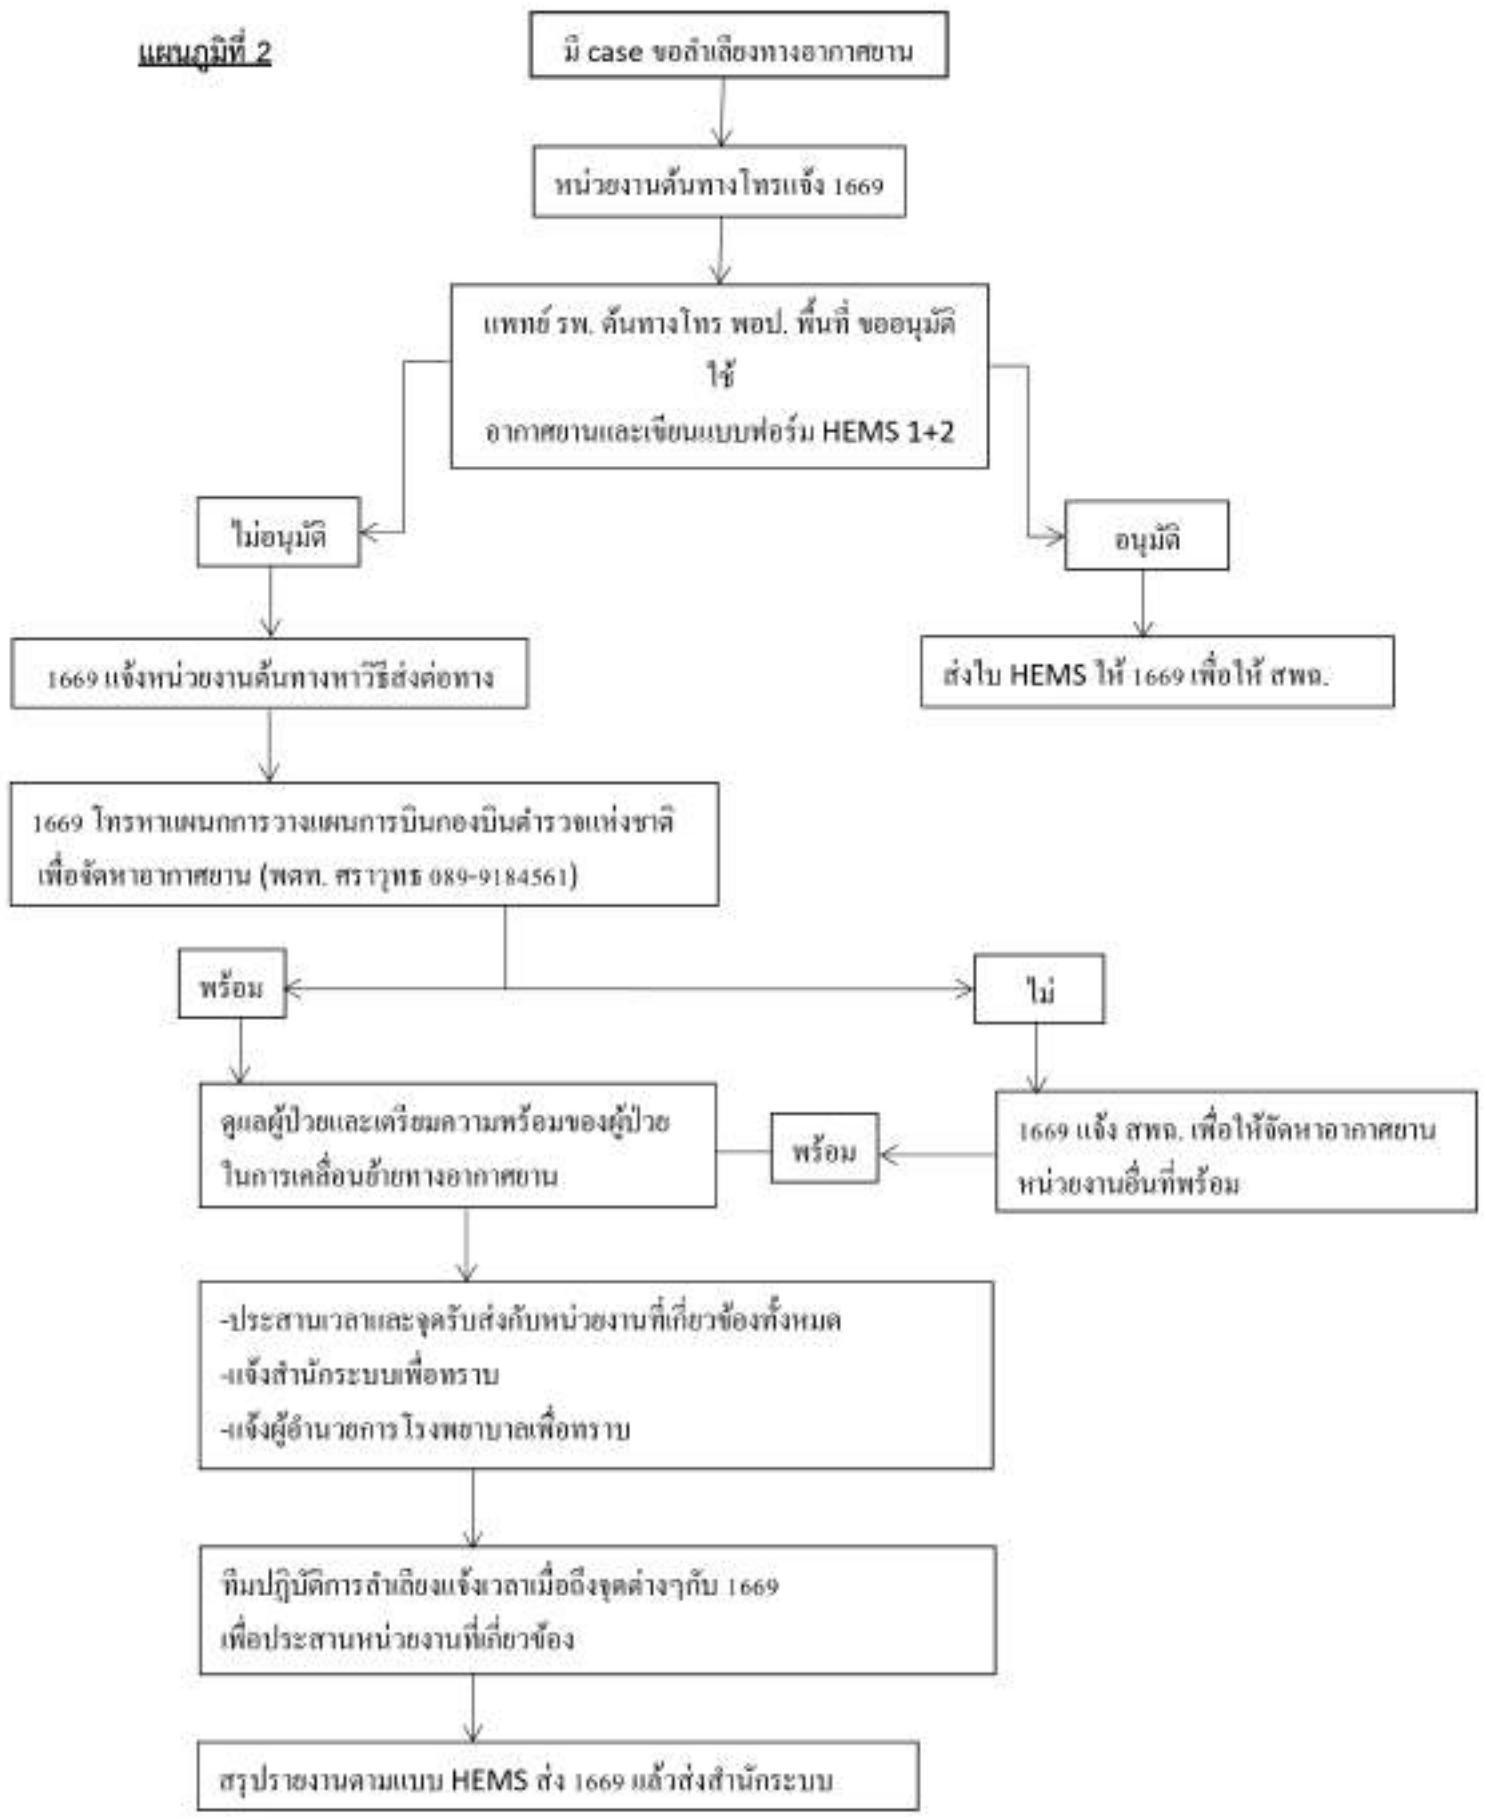 แผนภูมิที่ 2
มี case ขอลำเลียงทางอากาศยาน
หน่วยงานต้นทางโทรแจ้ง 1669
แพทย์ รพ. ต้นทางโทร พอป. พื้นที่ ขออนุมัติ
ใช้
อากาศยานและเขียนแบบฟอร์ม HEMS 1+2
ไม่อนุมัติ
อนุมัติ
1669 แจ้งหน่วยงานต้นทางหาวิธีส่งต่อทาง
ส่งใบ HEMS ให้ 1669 เพื่อให้ สพฉ.
1669 โทรหาแผนกการวางแผนการบินกองบินตำรวจแห่งชาติ
เพื่อจัดหาอากาศยาน (พตท. ศราวุทธ 089-9184561)
พร้อม
ไม่
ดูแลผู้ป่วยและเตรียมความพร้อมของผู้ป่วย
ในการเคลื่อนย้ายทางอากาศยาน
พร้อม
1669 แจ้ง สพฉ. เพื่อให้จัดหาอากาศยาน
หน่วยงานอื่นที่พร้อม
-ประสานเวลาและจุดรับส่งกับหน่วยงานที่เกี่ยวข้องทั้งหมด
-แจ้งสำนักระบบเพื่อทราบ
-แจ้งผู้อำนวยการโรงพยาบาลเพื่อทราบ
ทีมปฏิบัติการลำเลียงแจ้งเวลาเมื่อถึงจุดต่างๆกับ 1669
เพื่อประสานหน่วยงานที่เกี่ยวข้อง
สรุปรายงานตามแบบ HEMS ส่ง 1669 แล้วส่งสำนักระบบ